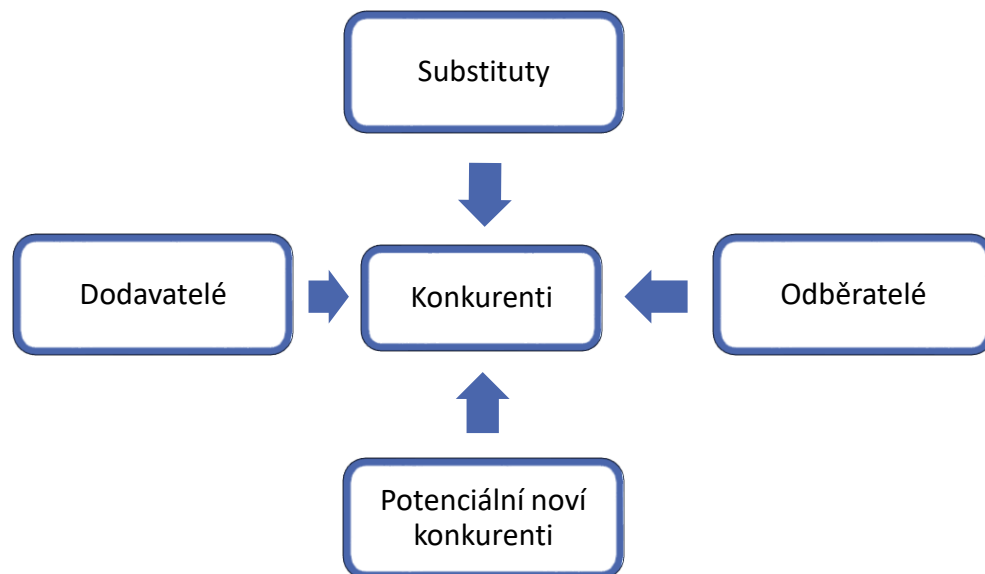 Substituty
Dodavatelé
Konkurenti
Odběratelé
Potenciální noví
konkurenti